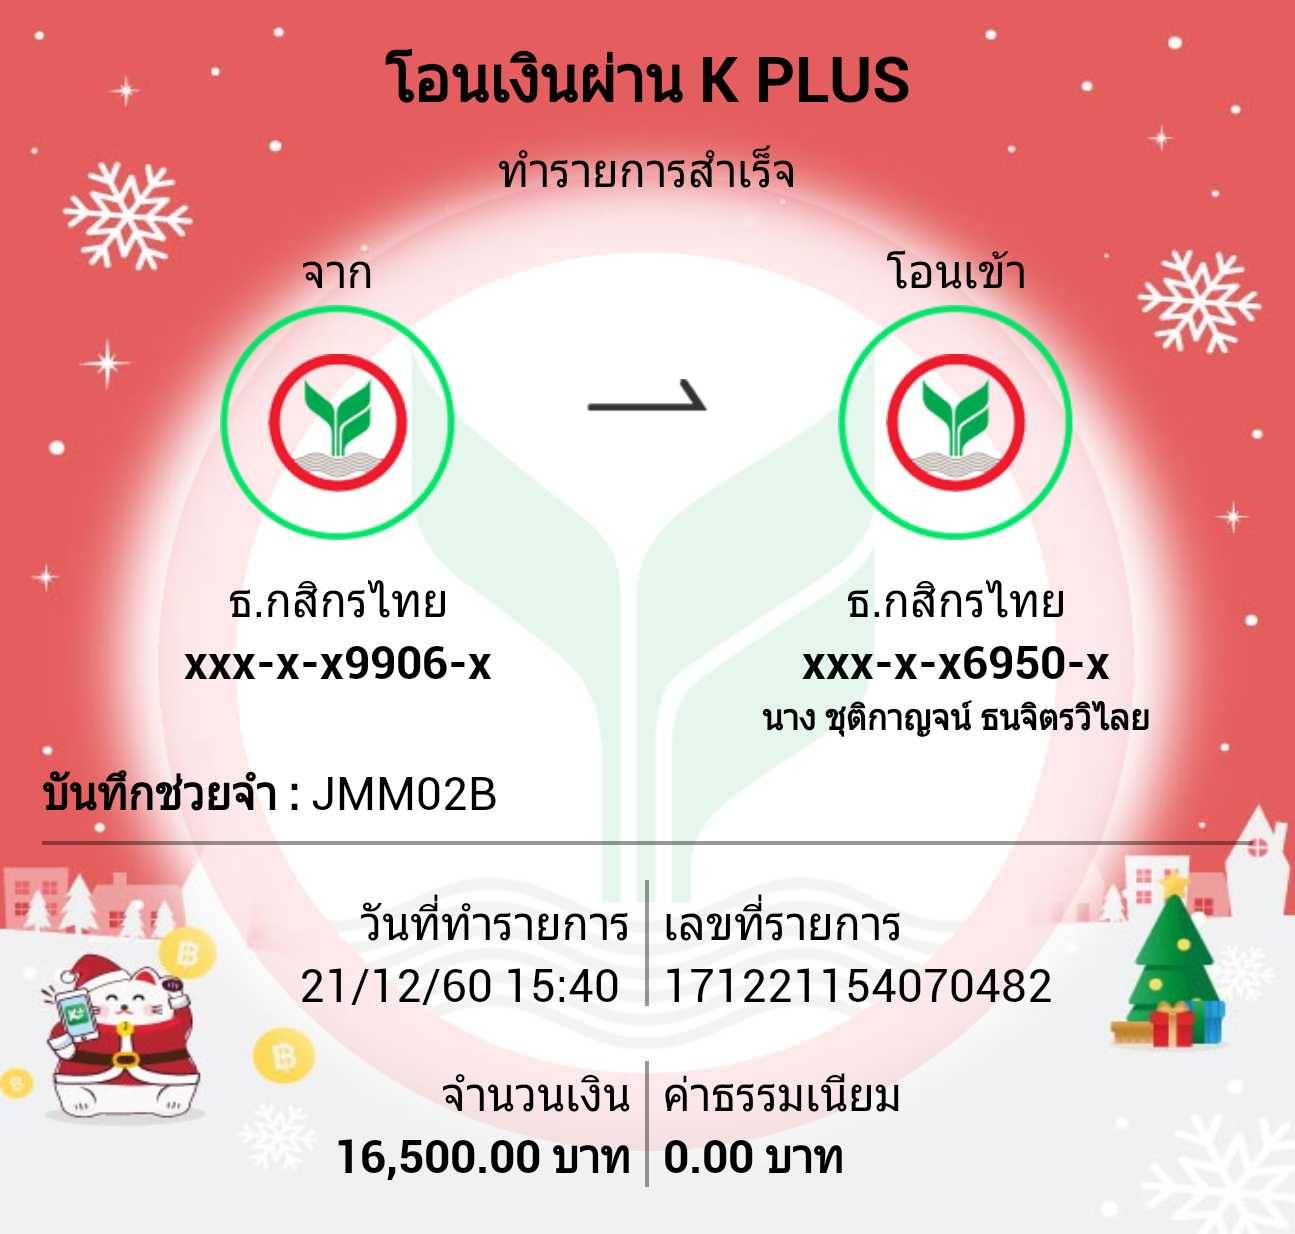 โอนเงินผ่าน K PLUS
ทำรายการสำเร็จ
จาก
โอนเข้า
ธ.กสิกรไทย
xxx-x-x9906-x
ธ.กสิกรไทย
xxx-x-x6950-x
นาง ชุติกาญจน์ ธนจิตรวิไลย
บันทึกช่วยจำ : JMM02B
วันที่ทำรายการ
21/12/60 15:40
เลขที่รายการ
171221154070482
จำนวนเงิน
16,500.00 บาท
ค่าธรรมเนียม
0.00 บาท